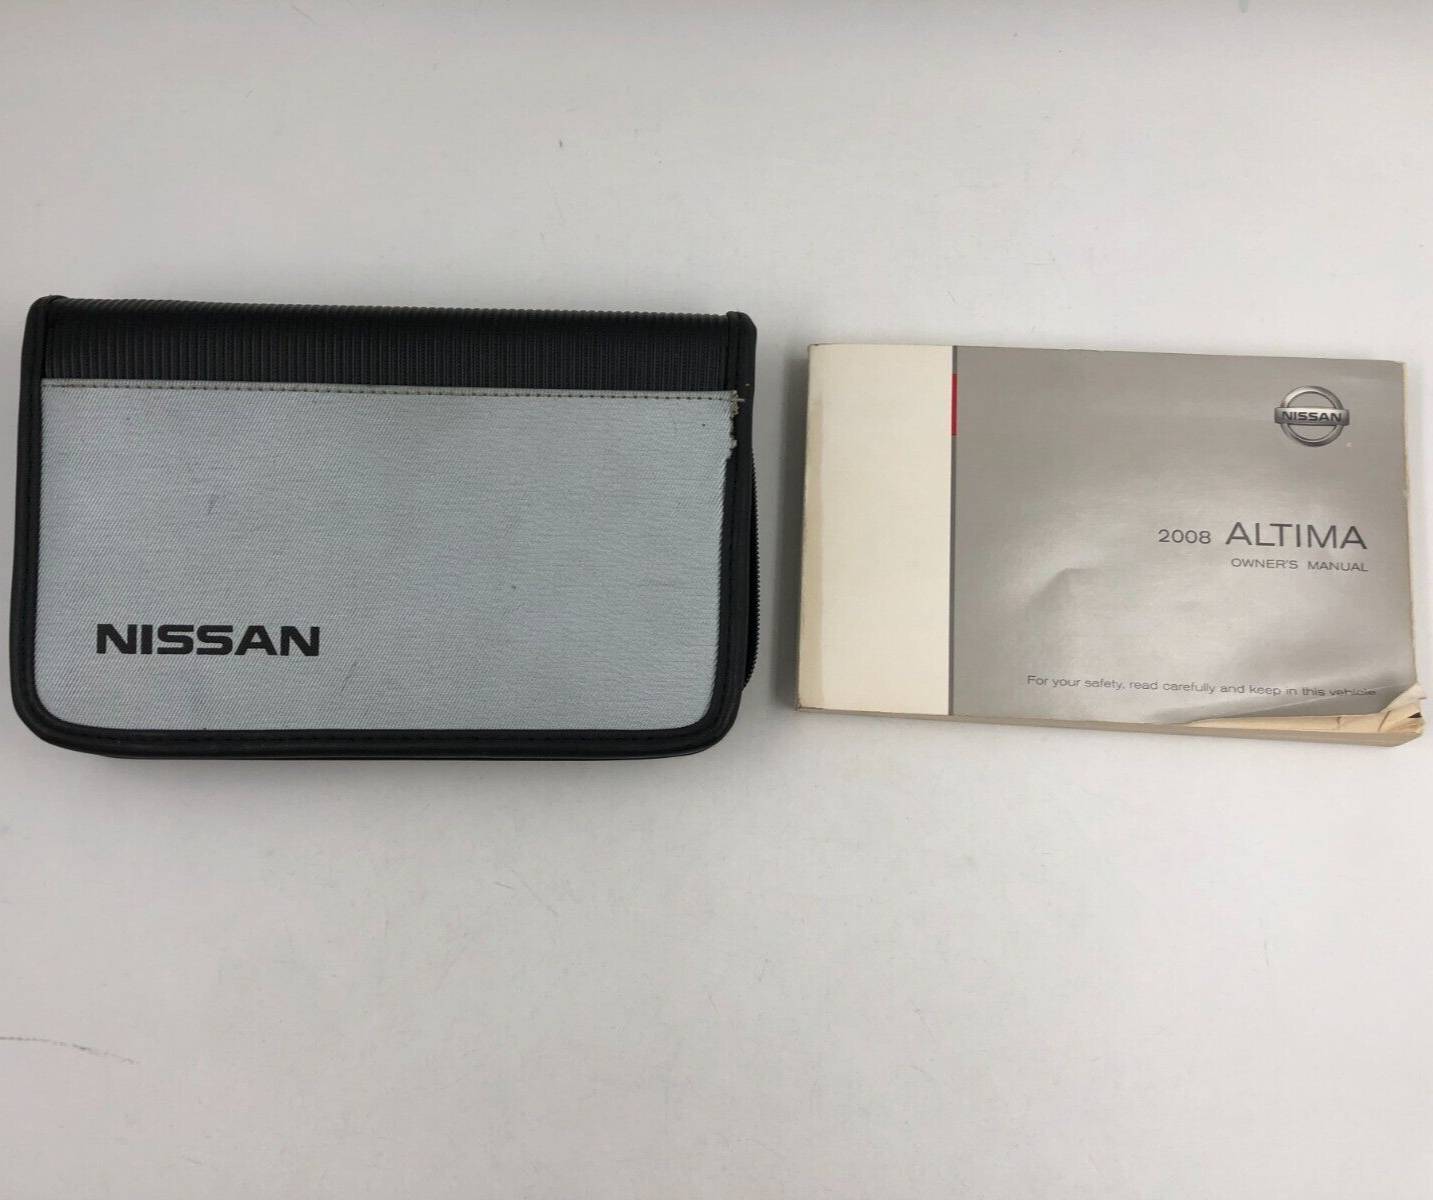 NISSAN
NISSAN
2008 ALTIMA
OWNER'S MANUAL
For your safety, read carefully and keep in this vehicle